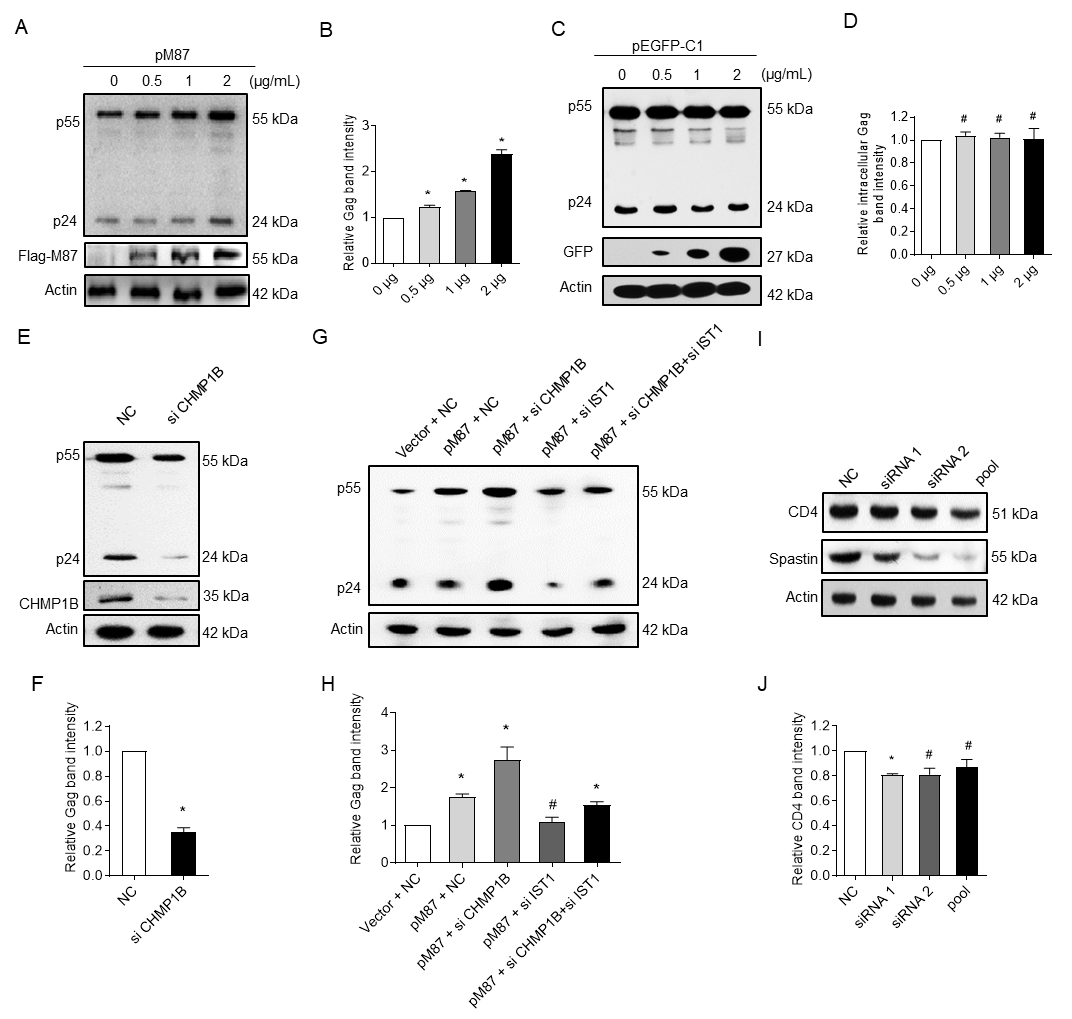 A
pM87
0 0.5 1 2 (μg/mL)
p55 55 kDa
p24 24 kDa
Flag-M87 55 kDa
Actin 42 kDa
B
Relative Gag band intensity
3
2
1
0
* * *
0 μg 0.5 μg 1 μg 2 μg
C
pEGFP-C1
0 0.5 1 2 (μg/mL)
p55 55 kDa
p24 24 kDa
GFP 27 kDa
Actin 42 kDa
D
Relative intracellular Gag
band intensity
1.2
1.0
0.8
0.6
0.4
0.2
0.0
# # #
0 μg 0.5 μg 1 μg 2 μg
E
NC si CHMP1B
p55 55 kDa
p24 24 kDa
CHMP1B 35 kDa
Actin 42 kDa
F
Relative Gag band intensity
1.2
1.0
0.8
0.6
0.4
0.2
0.0
*
NC si CHMP1B
G
Vector + NC pM87 + NC pM87 + si CHMP1B pM87 + si IST1 pM87 + si CHMP1B+si IST1
p55 55 kDa
p24 24 kDa
Actin 42 kDa
H
Relative Gag band intensity
4
3
2
1
0
* * # *
Vector + NC pM87 + NC pM87 + si CHMP1B pM87 + si IST1 pM87 + si CHMP1B+si IST1
I
NC siRNA 1 siRNA 2 pool
CD4 51 kDa
Spastin 55 kDa
Actin 42 kDa
J
Relative CD4 band intensity
1.2
1.0
0.8
0.6
0.4
0.2
0.0
* # #
NC siRNA 1 siRNA 2 pool